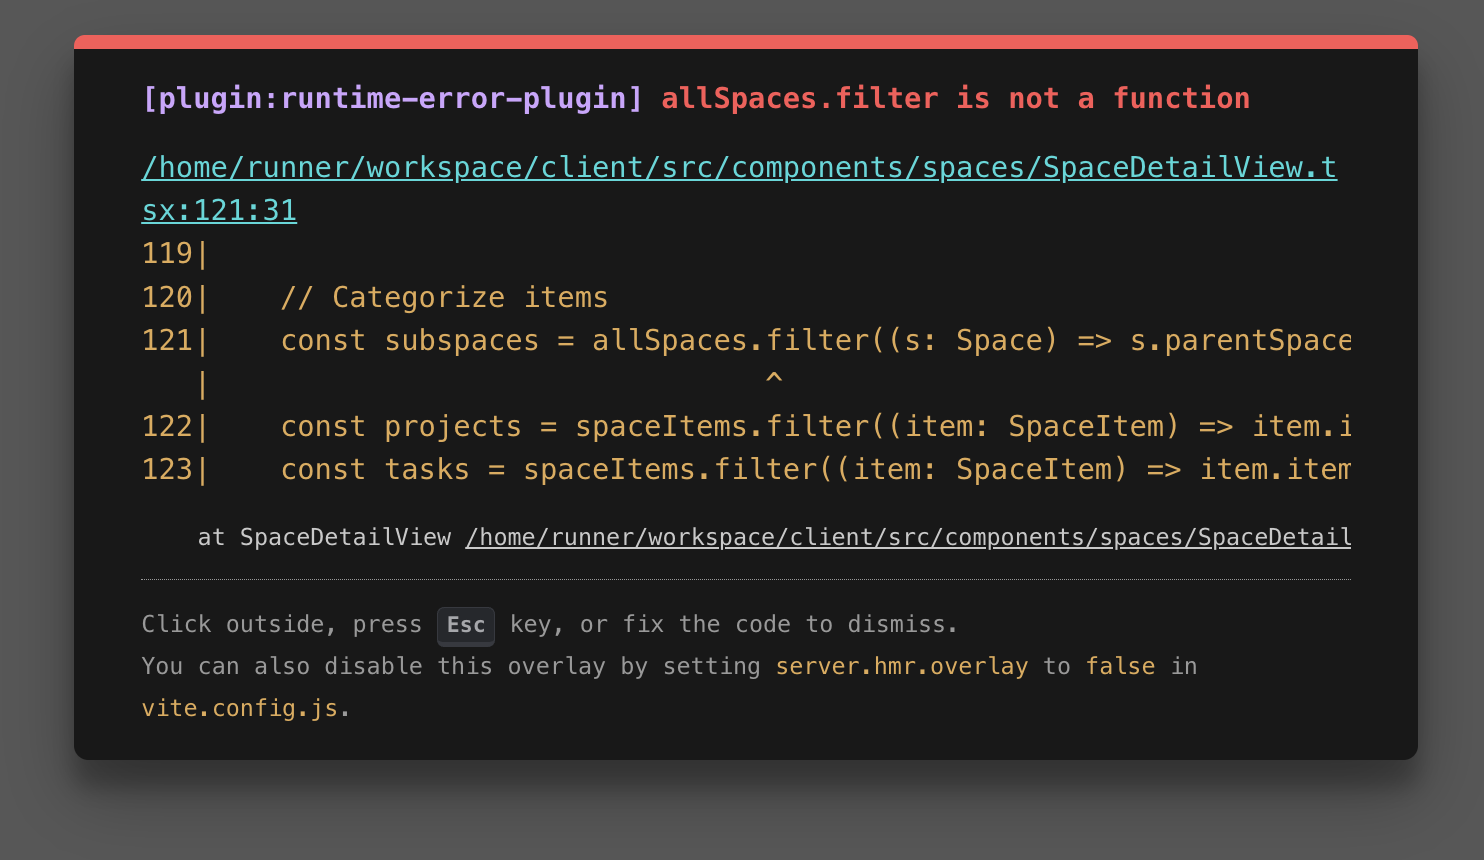 [plugin:runtime-error-plugin] allSpaces.filter is not a function
/home/runner/workspace/client/src/components/spaces/SpaceDetailView.t
sx:121:31
119|
120|    // Categorize items
121|    const subspaces = allSpaces.filter((s: Space) => s.parentSpace
   |                                ^
122|    const projects = spaceItems.filter((item: SpaceItem) => item.i
123|    const tasks = spaceItems.filter((item: SpaceItem) => item.item
    at SpaceDetailView /home/runner/workspace/client/src/components/spaces/SpaceDetail
Click outside, press Esc key, or fix the code to dismiss.
You can also disable this overlay by setting server.hmr.overlay to false in
vite.config.js.